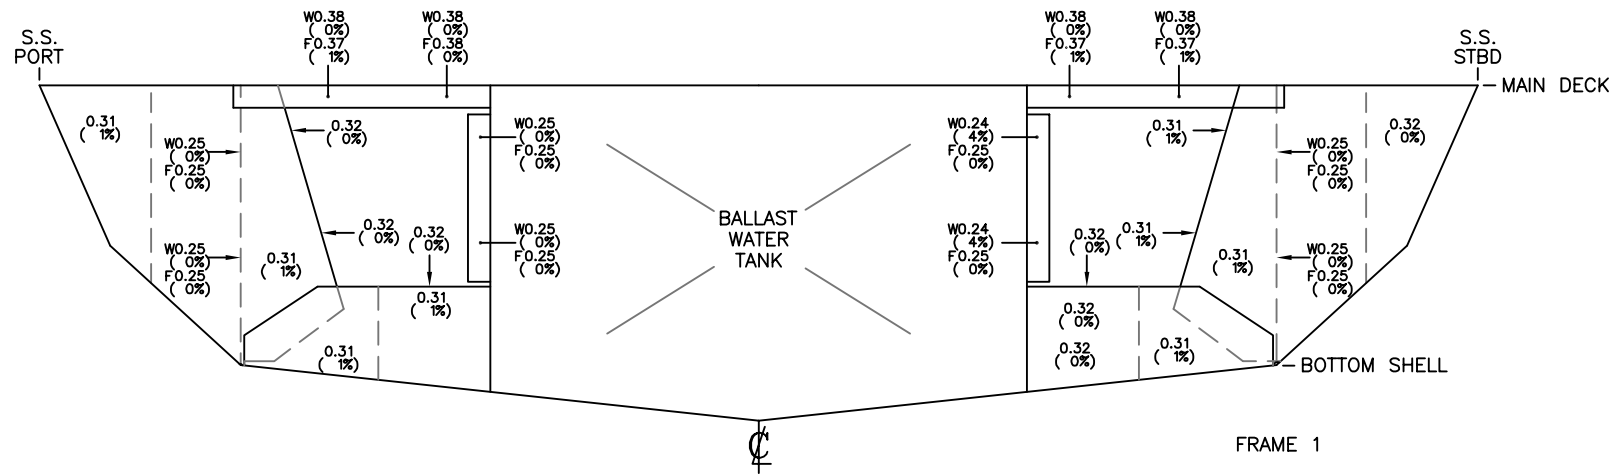 W0.38
( 0%)
F0.37
( 1%)
W0.38
( 0%)
F0.38
( 0%)
W0.38
( 0%)
F0.37
( 1%)
W0.38
( 0%)
F0.37
( 1%)
S.S.
PORT
S.S.
STBD
MAIN DECK
0.31
( 1%)
W0.25
( 0%)
F0.25
( 0%)
0.32
( 0%)
W0.25
( 0%)
F0.25
( 0%)
W0.24
( 4%)
F0.25
( 0%)
0.31
( 1%)
W0.25
( 0%)
F0.25
( 0%)
0.32
( 0%)
W0.25
( 0%)
F0.25
( 0%)
0.31
( 1%)
0.32
( 0%)
0.32
( 0%)
W0.25
( 0%)
F0.25
( 0%)
BALLAST
WATER
TANK
W0.24
( 4%)
F0.25
( 0%)
0.32
( 0%)
0.31
( 1%)
0.31
( 1%)
W0.25
( 0%)
F0.25
( 0%)
0.31
( 1%)
0.31
( 1%)
0.32
( 0%)
0.32
( 0%)
0.31
( 1%)
BOTTOM SHELL
℄
FRAME 1